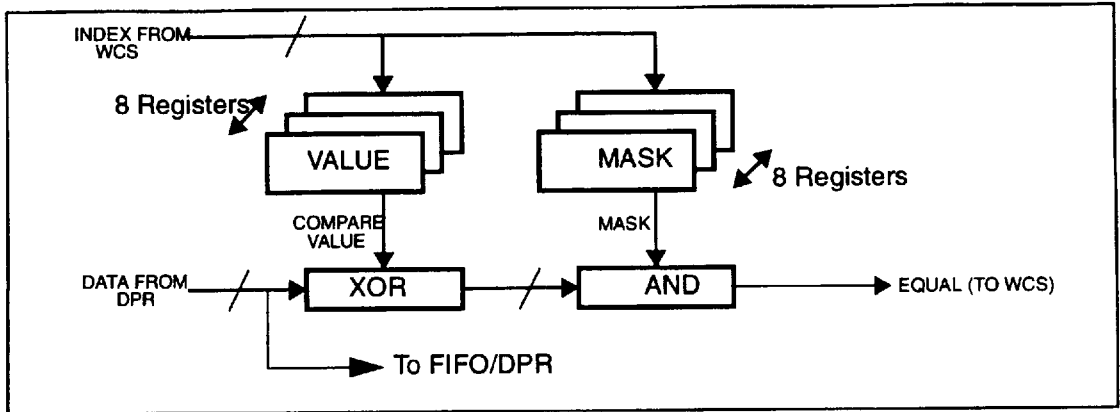 INDEX FROM
WCS
8 Registers
VALUE
MASK
8 Registers
COMPARE
VALUE
MASK
DATA FROM
DPR
XOR
AND
EQUAL (TO WCS)
To FIFO/DPR